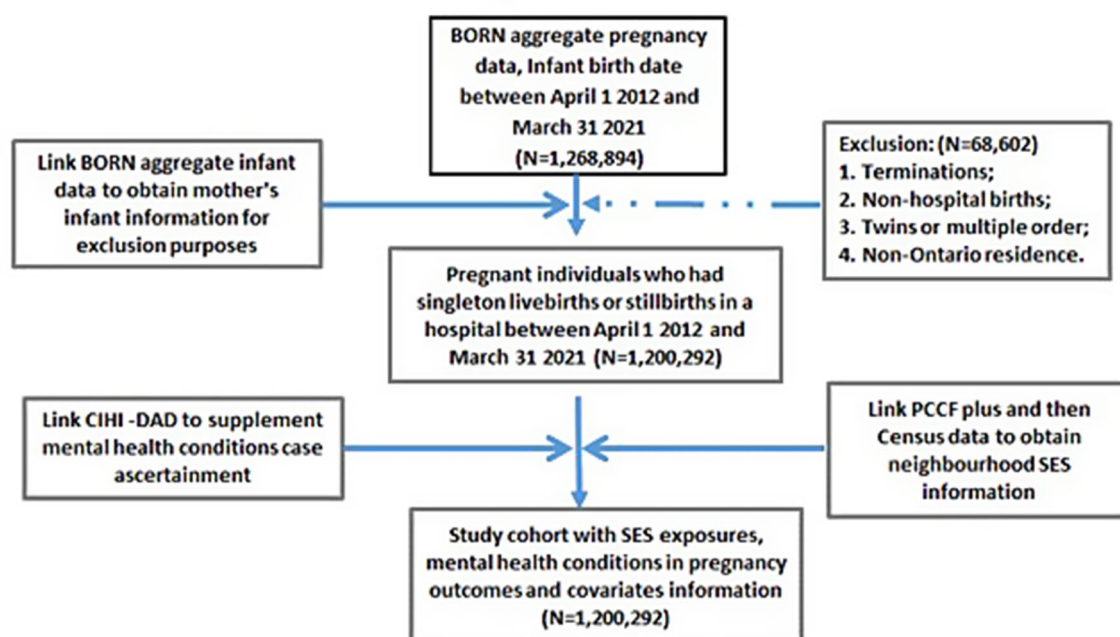 BORN aggregate pregnancy
data, Infant birth date
between April 1 2012 and
March 31 2021
(N=1,268,894)
Link BORN aggregate infant
data to obtain mother's
infant information for
exclusion purposes
Exclusion: (N=68,602)
1. Terminations;
2. Non-hospital births;
3. Twins or multiple order;
4. Non-Ontario residence.
Pregnant individuals who had
singleton livebirths or stillbirths in a
hospital between April 1 2012 and
March 31 2021 (N=1,200,292)
Link CIHI -DAD to supplement
mental health conditions case
ascertainment
Link PCCF plus and then
Census data to obtain
neighbourhood SES
information
Study cohort with SES exposures,
mental health conditions in pregnancy
outcomes and covariates information
(N=1,200,292)